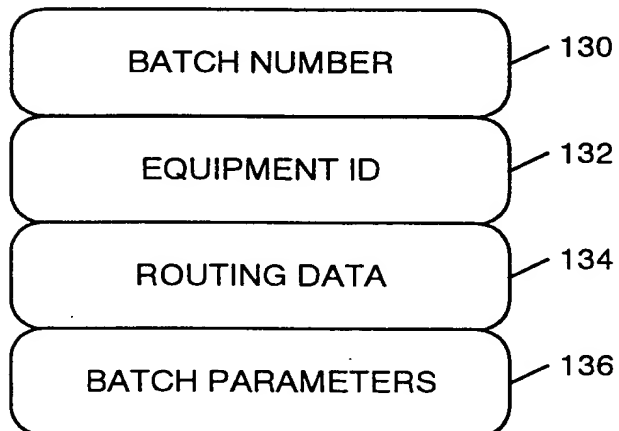 BATCH NUMBER 130
EQUIPMENT ID 132
ROUTING DATA 134
BATCH PARAMETERS 136